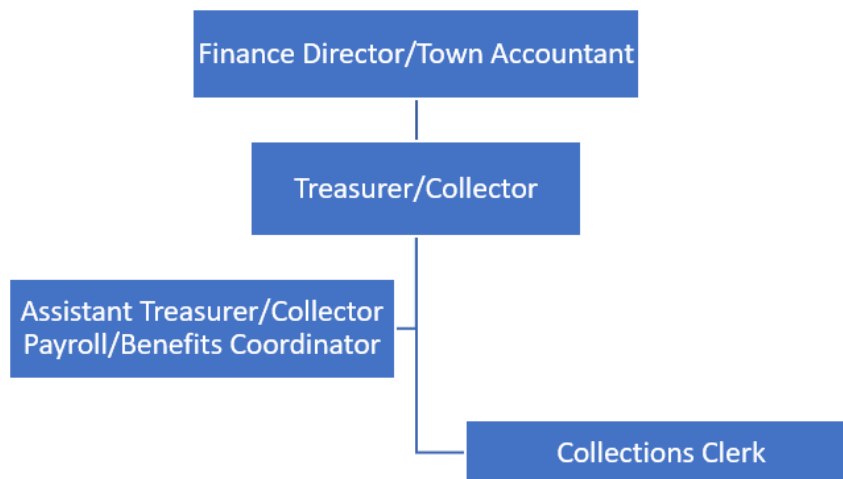 Finance Director/Town Accountant
Treasurer/Collector
Assistant Treasurer/Collector
Payroll/Benefits Coordinator
Collections Clerk